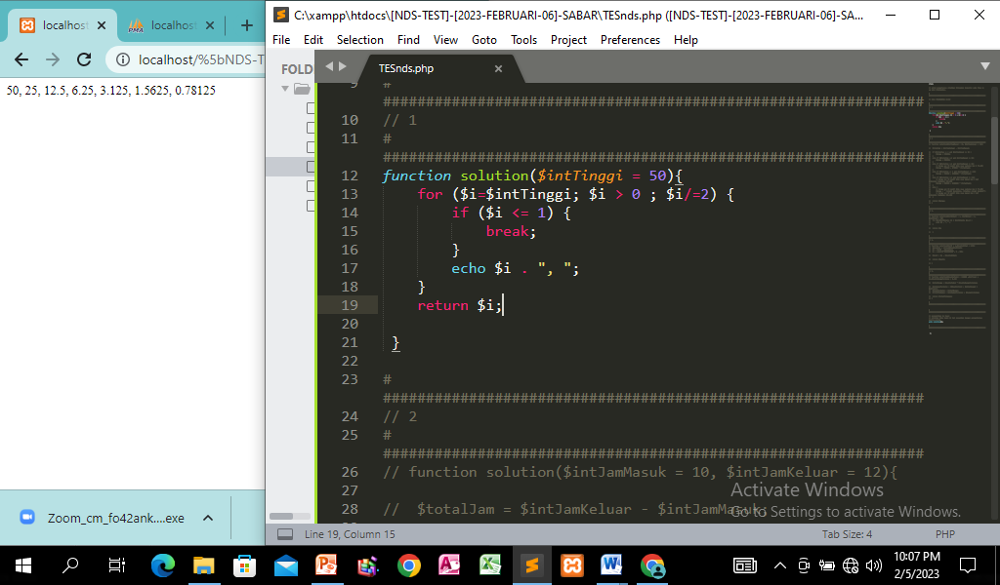 localhost
localhost
C:\xampp\htdocs\[NDS-TEST]-[2023-FEBRUARI-06]-SABAR\TESnds.php ([NDS-TEST]-[2023-FEBRUARI-06]-SA...
File Edit Selection Find View Goto Tools Project Preferences Help
localhost/%5bNDS-T
FOLD
TESnds.php
50, 25, 12.5, 6.25, 3.125, 1.5625, 0.78125
9 #
###############################################################
10 // 1
11 #
###############################################################
12 function solution($intTinggi = 50){
13 for ($i=$intTinggi; $i > 0 ; $i/=2) {
14 if ($i <= 1) {
15 break;
16 }
17 echo $i . ", ";
18 }
19 return $i;
20
21 }
22
23 #
###############################################################
24 // 2
25 #
###############################################################
26 // function solution($intJamMasuk = 10, $intJamKeluar = 12){
27
28 // $totalJam = $intJamKeluar - $intJamMasuk;
Activate Windows
Go to Settings to activate Windows.
Zoom_cm_fo42ank....exe
Line 19, Column 15
Tab Size: 4
PHP
10:07 PM
2/5/2023